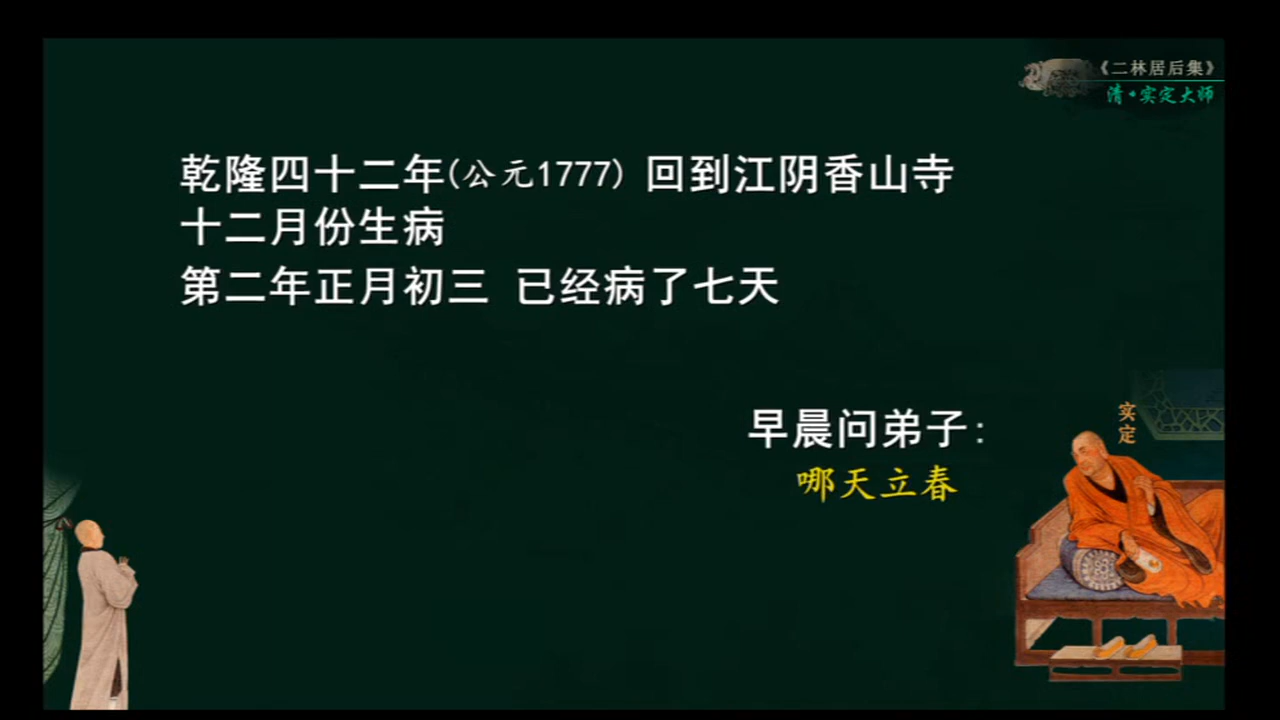 《二林居后集》
清·实定大师
乾隆四十二年(公元1777) 回到江阴香山寺
十二月份生病
第二年正月初三 已经病了七天
早晨问弟子:
哪天立春
实定